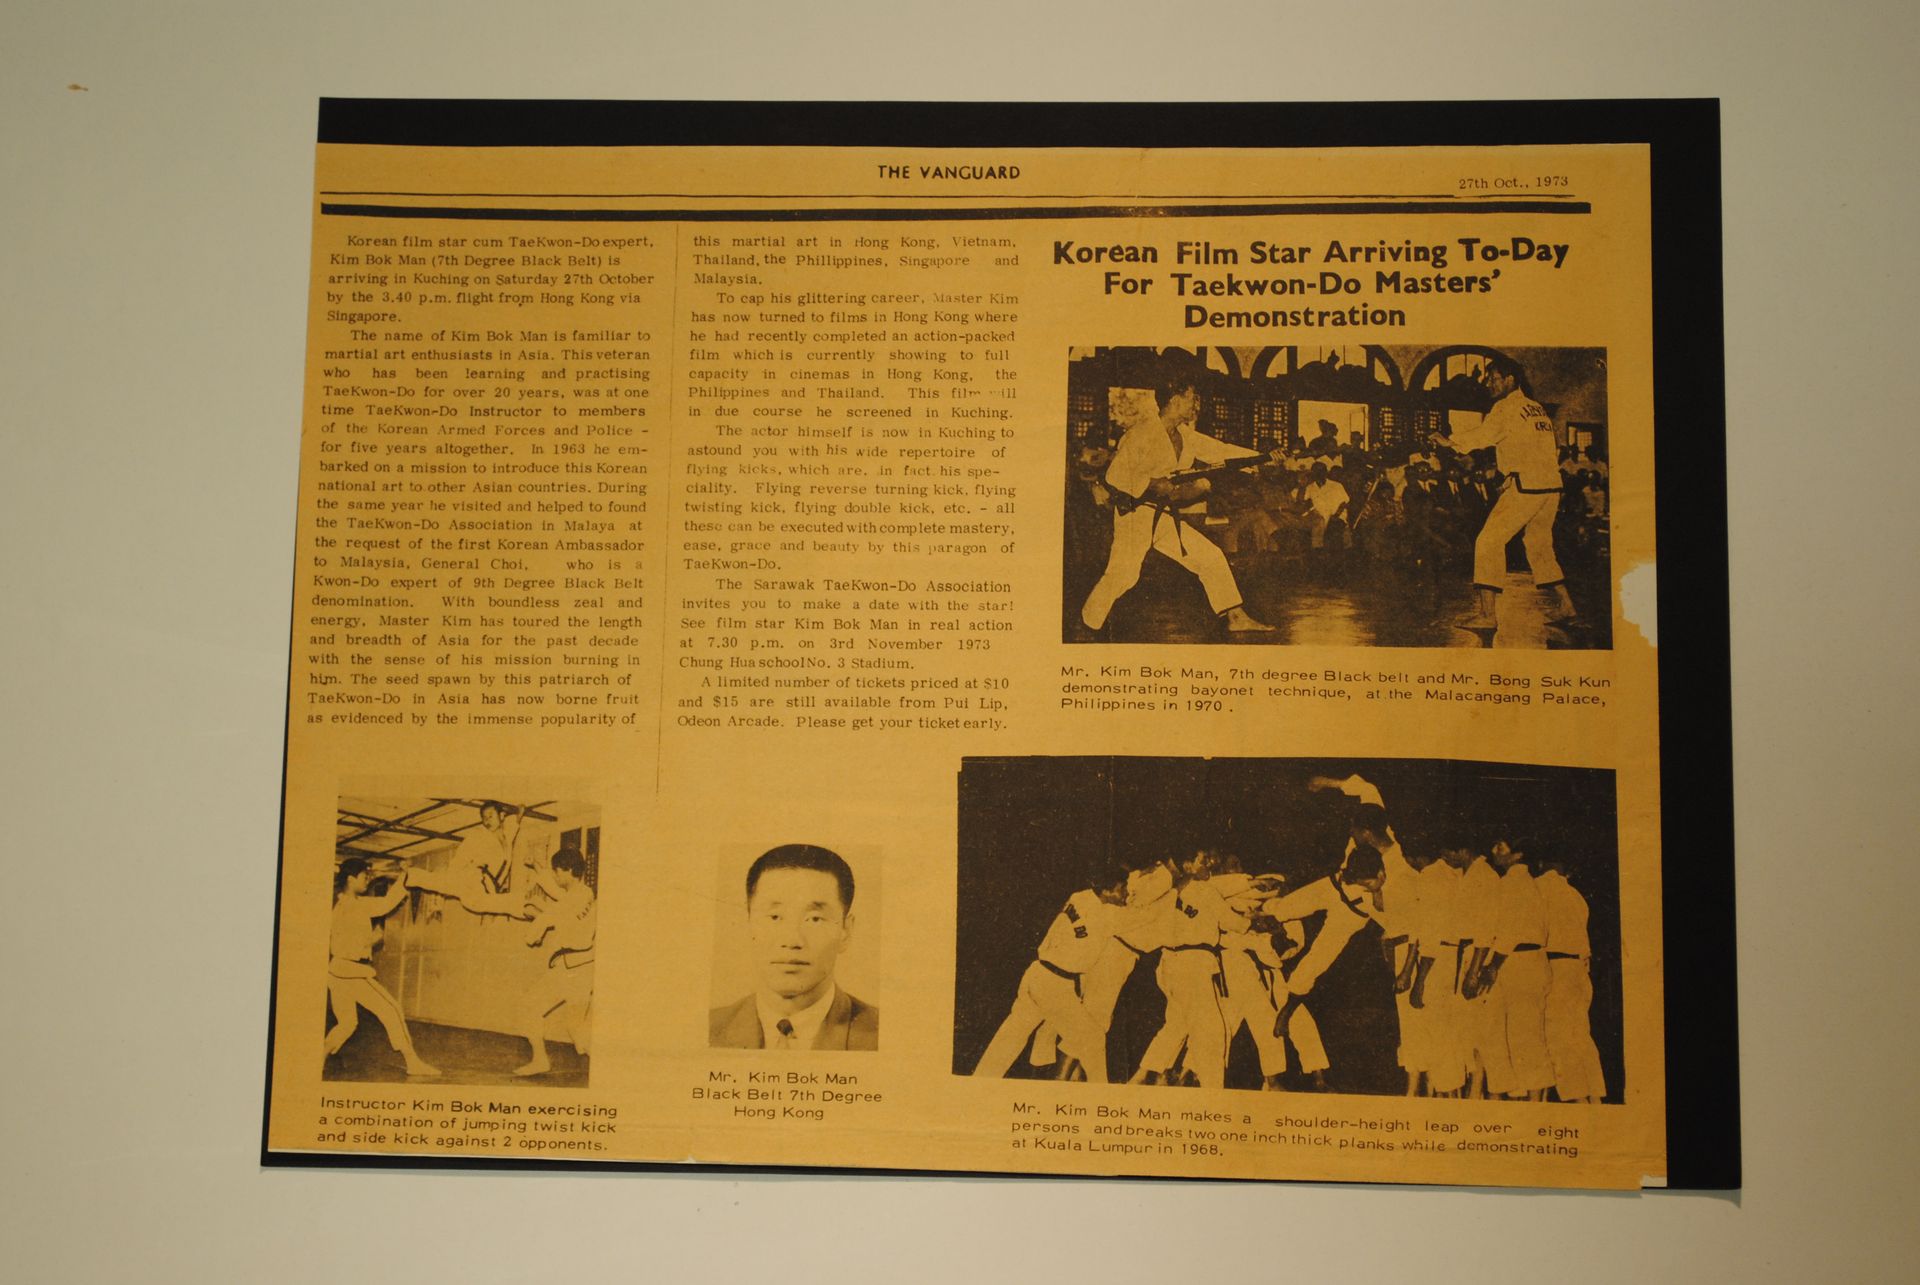 THE VANGUARD
27th Oct., 1973
Korean Film Star Arriving To-Day
For Taekwon-Do Masters'
Demonstration
Korean film star cum TaeKwon-Do expert,
Kim Bok Man (7th Degree Black Belt) is
arriving in Kuching on Saturday 27th October
by the 3.40 p.m. flight from Hong Kong via
Singapore.
The name of Kim Bok Man is familiar to
martial art enthusiasts in Asia. This veteran
who has been learning and practising
TaeKwon-Do for over 20 years, was at one
time TaeKwon-Do Instructor to members
of the Korean Armed Forces and Police -
for five years altogether. In 1963 he em-
barked on a mission to introduce this Korean
national art to other Asian countries. During
the same year he visited and helped to found
the TaeKwon-Do Association in Malaya at
the request of the first Korean Ambassador
to Malaysia, General Choi, who is a
Kwon-Do expert of 9th Degree Black Belt
denomination. With boundless zeal and
energy, Master Kim has toured the length
and breadth of Asia for the past decade
with the sense of his mission burning in
him. The seed spawn by this patriarch of
TaeKwon-Do in Asia has now borne fruit
as evidenced by the immense popularity of
this martial art in Hong Kong, Vietnam,
Thailand, the Phillippines, Singapore and
Malaysia.
To cap his glittering career, Master Kim
has now turned to films in Hong Kong where
he had recently completed an action-packed
film which is currently showing to full
capacity in cinemas in Hong Kong, the
Philippines and Thailand. This film will
in due course he screened in Kuching.
The actor himself is now in Kuching to
astound you with his wide repertoire of
flying kicks, which are, in fact, his spe-
ciality. Flying reverse turning kick, flying
twisting kick, flying double kick, etc. - all
these can be executed with complete mastery,
ease, grace and beauty by this paragon of
TaeKwon-Do.
The Sarawak TaeKwon-Do Association
invites you to make a date with the star!
See film star Kim Bok Man in real action
at 7.30 p.m. on 3rd November 1973
Chung Hua school No. 3 Stadium.
A limited number of tickets priced at $10
and $15 are still available from Pui Lip,
Odeon Arcade. Please get your ticket early.
Mr. Kim Bok Man, 7th degree Black belt and Mr. Bong Suk Kun
demonstrating bayonet technique, at the Malacangang Palace,
Philippines in 1970.
Instructor Kim Bok Man exercising
a combination of jumping twist kick
and side kick against 2 opponents.
Mr. Kim Bok Man
Black Belt 7th Degree
Hong Kong
Mr. Kim Bok Man makes a shoulder-height leap over eight
persons and breaks two one inch thick planks while demonstrating
at Kuala Lumpur in 1968.